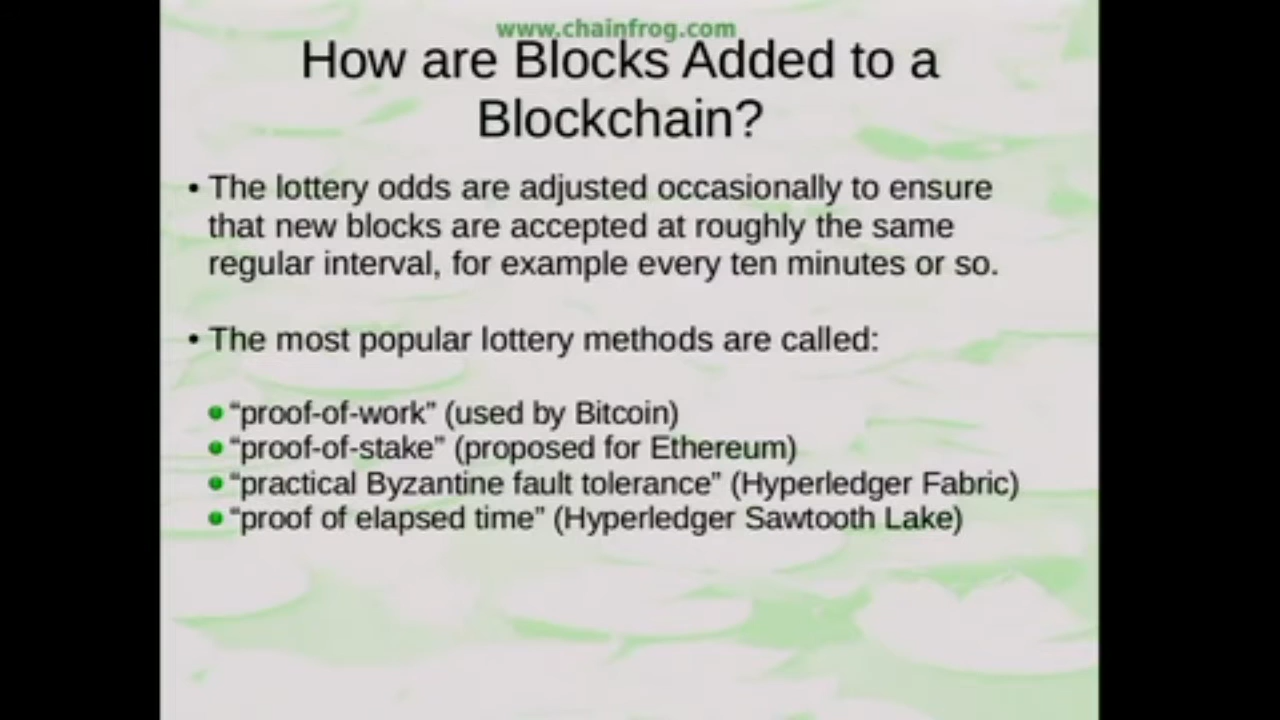 www.chainfrog.com
How are Blocks Added to a
Blockchain?
• The lottery odds are adjusted occasionally to ensure
that new blocks are accepted at roughly the same
regular interval, for example every ten minutes or so.
• The most popular lottery methods are called:
• “proof-of-work” (used by Bitcoin)
• “proof-of-stake” (proposed for Ethereum)
• “practical Byzantine fault tolerance” (Hyperledger Fabric)
• “proof of elapsed time” (Hyperledger Sawtooth Lake)